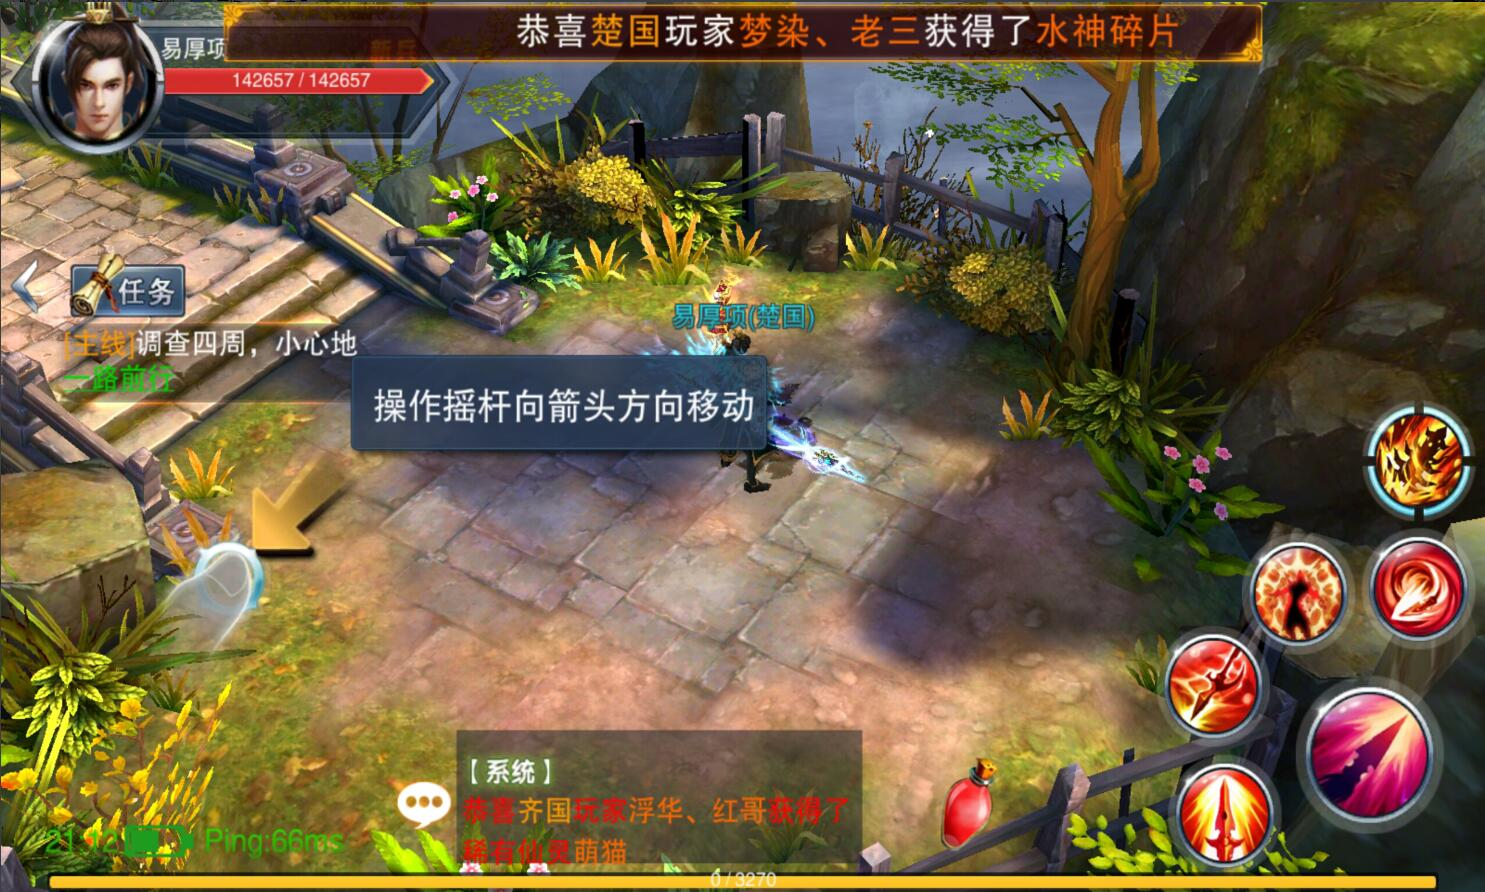 恭喜楚国玩家梦染、老三获得了水神碎片
易厚项
新兵
142657 / 142657
任务
[主线]调查四周，小心地
一路前行
易厚项(楚国)
操作摇杆向箭头方向移动
【系统】
恭喜齐国玩家浮华、红哥获得了
稀有仙灵萌猫
21:12
Ping:66ms
0 / 3270